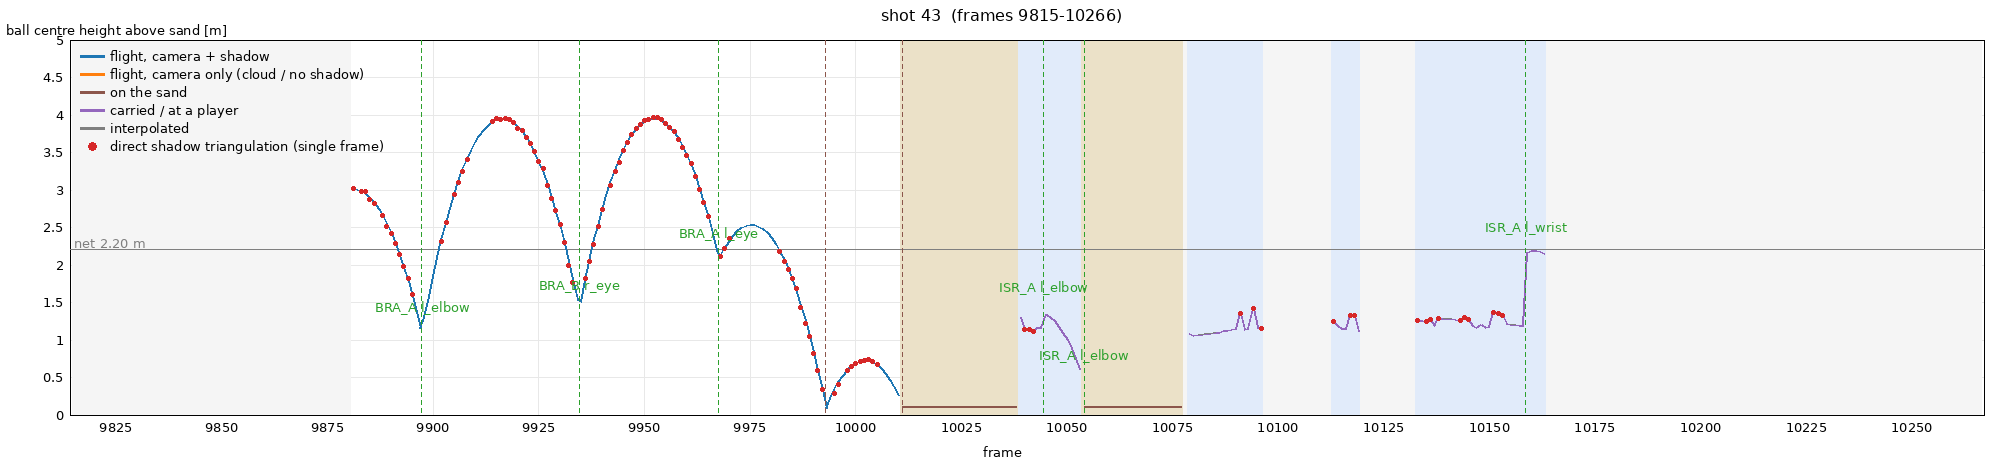 shot 43  (frames 9815-10266)
ball centre height above sand [m]
flight, camera + shadow
flight, camera only (cloud / no shadow)
on the sand
carried / at a player
interpolated
direct shadow triangulation (single frame)
5
4.5
4
3.5
3
2.5
2
1.5
1
0.5
0
net 2.20 m
BRA_A l_elbow
BRA_B r_eye
BRA_A l_eye
ISR_A l_elbow
ISR_A l_elbow
ISR_A l_wrist
9825 9850 9875 9900 9925 9950 9975 10000 10025 10050 10075 10100 10125 10150 10175 10200 10225 10250
frame